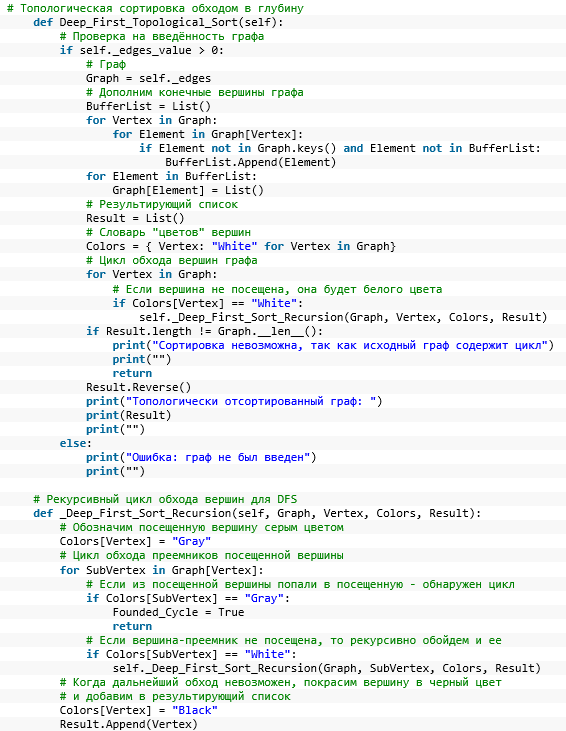 # Топологическая сортировка обходом в глубину
    def Deep_First_Topological_Sort(self):
        # Проверка на введённость графа
        if self._edges_value > 0:
            # Граф
            Graph = self._edges
            # Дополним конечные вершины графа
            BufferList = List()
            for Vertex in Graph:
                for Element in Graph[Vertex]:
                    if Element not in Graph.keys() and Element not in BufferList:
                        BufferList.Append(Element)
            for Element in BufferList:
                Graph[Element] = List()
            # Результирующий список
            Result = List()
            # Словарь "цветов" вершин
            Colors = { Vertex: "White" for Vertex in Graph}
            # Цикл обхода вершин графа
            for Vertex in Graph:
                # Если вершина не посещена, она будет белого цвета
                if Colors[Vertex] == "White":
                    self._Deep_First_Sort_Recursion(Graph, Vertex, Colors, Result)
            if Result.length != Graph.__len__():
                print("Сортировка невозможна, так как исходный граф содержит цикл")
                print("")
                return
            Result.Reverse()
            print("Топологически отсортированный граф: ")
            print(Result)
            print("")
        else:
            print("Ошибка: граф не был введен")
            print("")

    # Рекурсивный цикл обхода вершин для DFS
    def _Deep_First_Sort_Recursion(self, Graph, Vertex, Colors, Result):
        # Обозначим посещенную вершину серым цветом
        Colors[Vertex] = "Gray"
        # Цикл обхода преемников посещенной вершины
        for SubVertex in Graph[Vertex]:
            # Если из посещенной вершины попали в посещенную - обнаружен цикл
            if Colors[SubVertex] == "Gray":
                Founded_Cycle = True
                return
            # Если вершина-преемник не посещена, то рекурсивно обойдем и ее
            if Colors[SubVertex] == "White":
                self._Deep_First_Sort_Recursion(Graph, SubVertex, Colors, Result)
        # Когда дальнейший обход невозможен, покрасим вершину в черный цвет
        # и добавим в результирующий список
        Colors[Vertex] = "Black"
        Result.Append(Vertex)